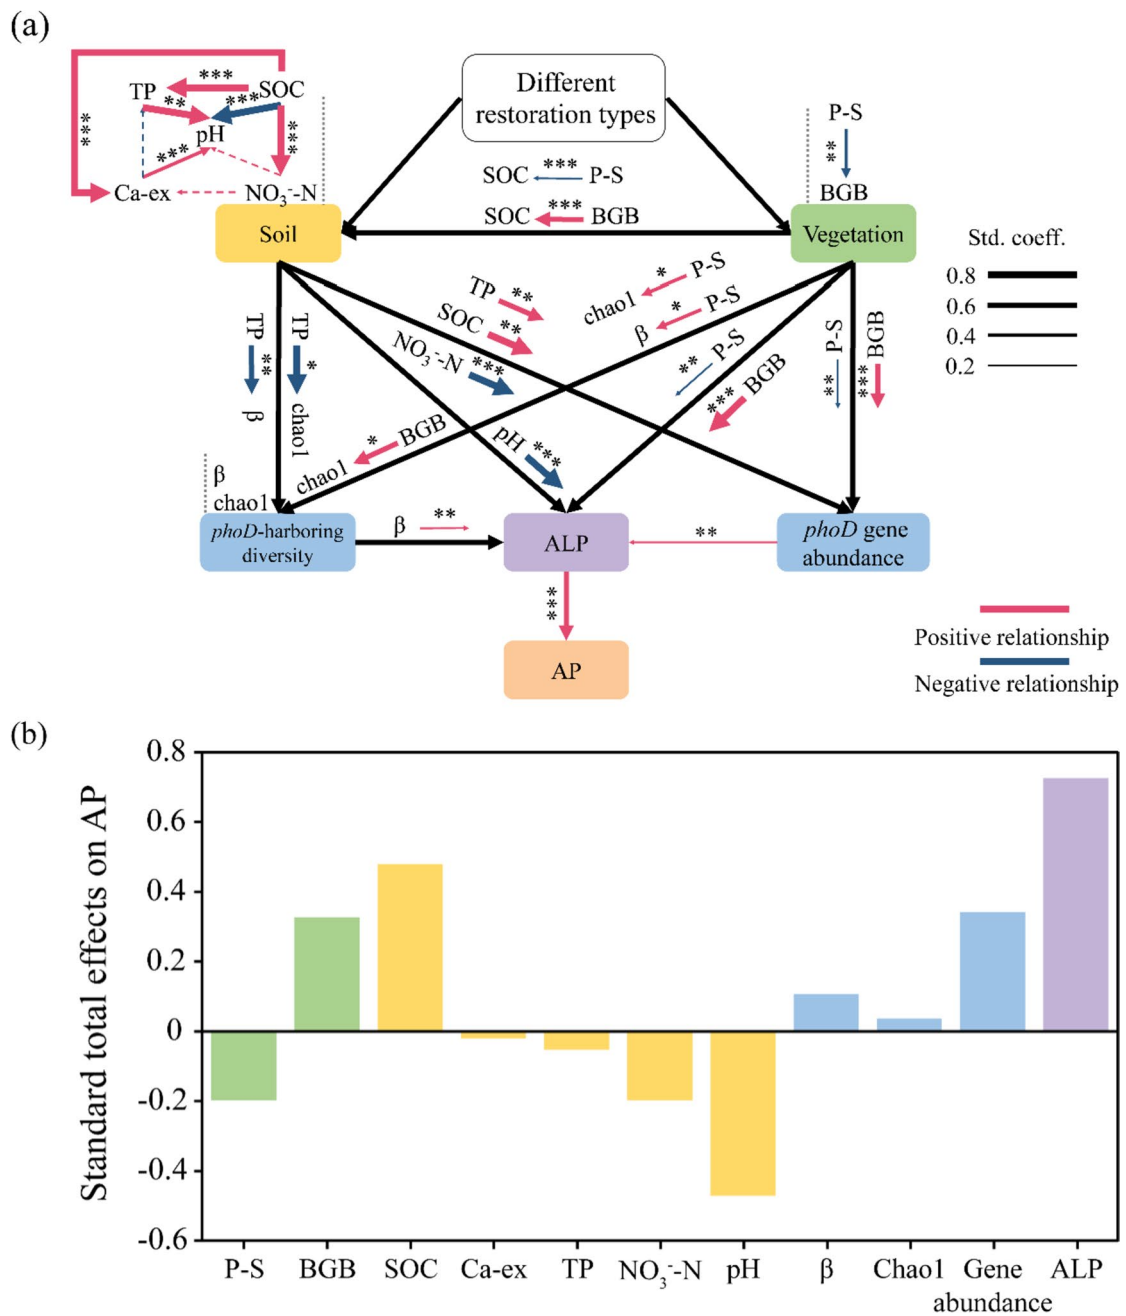 (a)
***
TP
SOC
**
***
pH
***
***
***
Ca-ex
NO₃⁻-N
Different
restoration types
P-S
**
BGB
SOC *** P-S
SOC *** BGB
Soil
Vegetation
Std. coeff.
0.8
0.6
0.4
0.2
TP ** β
TP * chao1
TP **
SOC **
NO₃⁻-N ***
chao1 * P-S
β * P-S
** P-S
*** BGB
P-S **
BGB ***
chao1 * BGB
pH ***
β
chao1
phoD-harboring
diversity
β **
ALP
**
phoD gene
abundance
***
AP
Positive relationship
Negative relationship
(b)
Standard total effects on AP
0.8
0.6
0.4
0.2
0
-0.2
-0.4
-0.6
P-S BGB SOC Ca-ex TP NO₃⁻-N pH β Chao1 Gene ALP
abundance